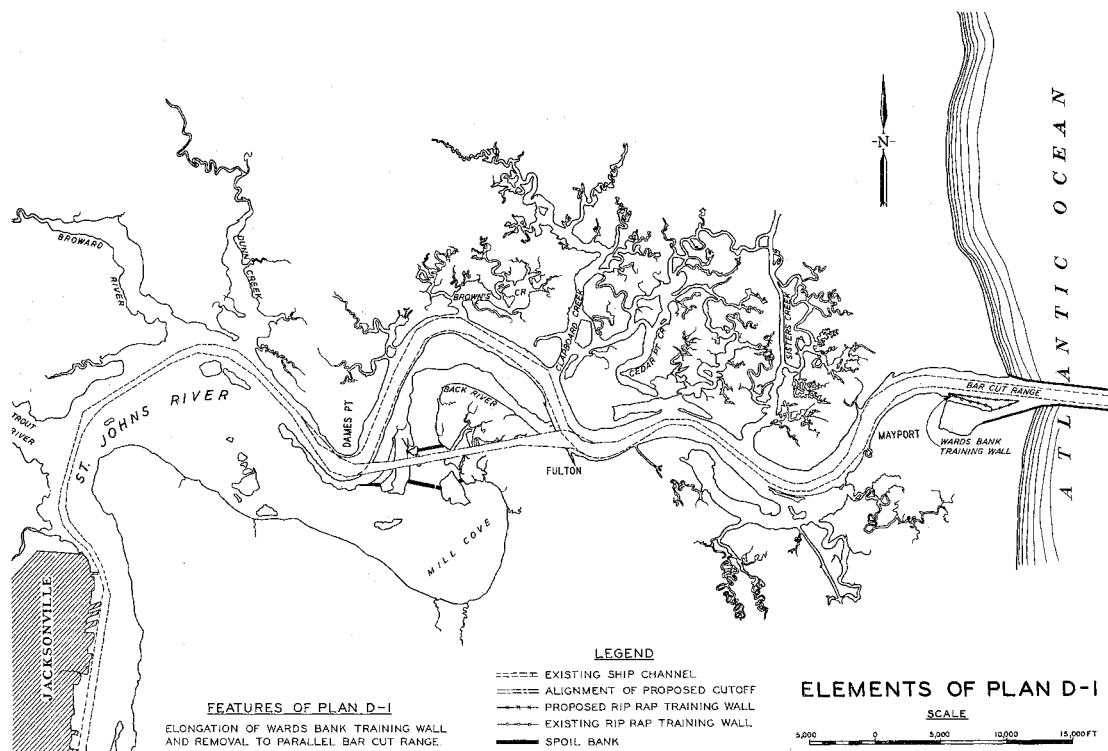 ATLANTIC OCEAN
-N-
BROWARD
RIVER
DUNN CREEK
BROWN'S
CR
CLAPBOARD CREEK
CEDAR PT CR
SISTERS CREEK
BACK RIVER
BAR CUT RANGE
TROUT
RIVER
ST. JOHNS RIVER
DAMES PT
FULTON
MAYPORT
WARDS BANK
TRAINING WALL
MILL COVE
JACKSONVILLE
LEGEND
EXISTING SHIP CHANNEL
ALIGNMENT OF PROPOSED CUTOFF
PROPOSED RIP RAP TRAINING WALL
EXISTING RIP RAP TRAINING WALL
SPOIL BANK
FEATURES OF PLAN D-1
ELONGATION OF WARDS BANK TRAINING WALL
AND REMOVAL TO PARALLEL BAR CUT RANGE.
ELEMENTS OF PLAN D-1
SCALE
5,000 0 5,000 10,000 15,000 FT